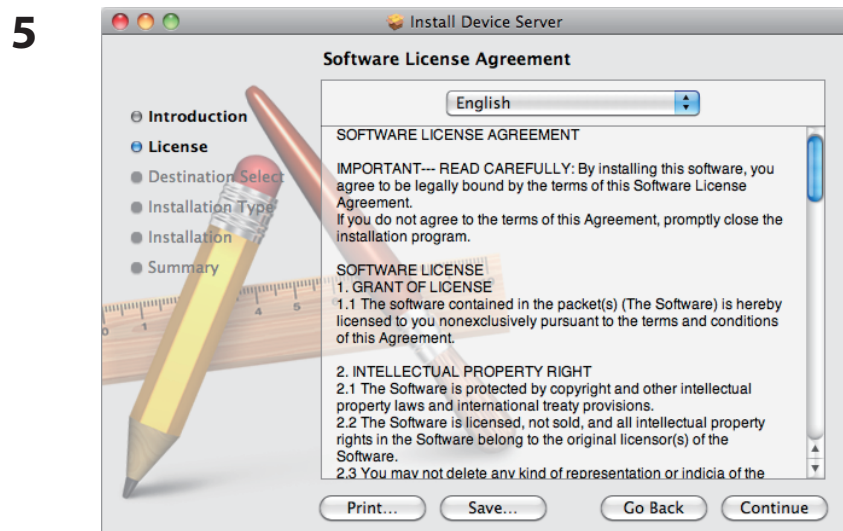 5
Install Device Server
Software License Agreement
Introduction
License
Destination Select
Installation Type
Installation
Summary
English
SOFTWARE LICENSE AGREEMENT
IMPORTANT--- READ CAREFULLY: By installing this software, you
agree to be legally bound by the terms of this Software License
Agreement.
If you do not agree to the terms of this Agreement, promptly close the
installation program.
SOFTWARE LICENSE
1. GRANT OF LICENSE
1.1 The software contained in the packet(s) (The Software) is hereby
licensed to you nonexclusively pursuant to the terms and conditions
of this Agreement.
2. INTELLECTUAL PROPERTY RIGHT
2.1 The Software is protected by copyright and other intellectual
property laws and international treaty provisions.
2.2 The Software is licensed, not sold, and all intellectual property
rights in the Software belong to the original licensor(s) of the
Software.
2.3 You may not delete any kind of representation or indicia of the
0 1 4 5
Print... Save... Go Back Continue